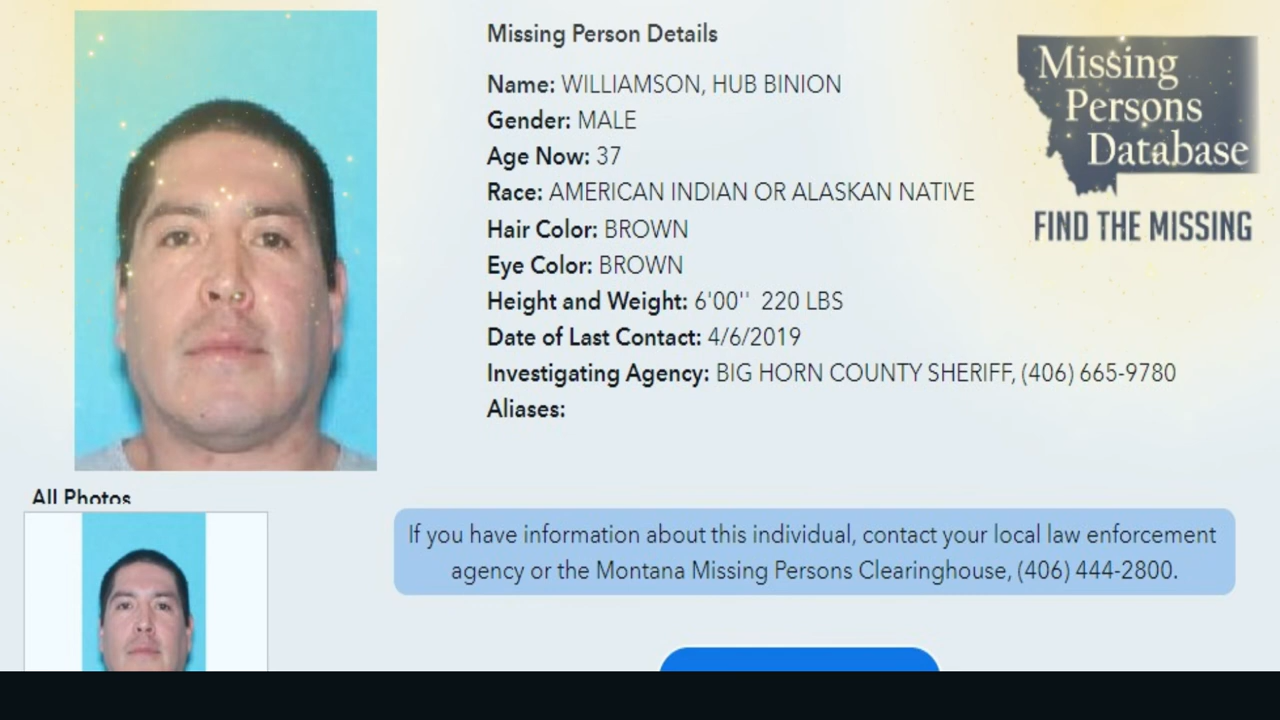 Missing Person Details
Name: WILLIAMSON, HUB BINION
Gender: MALE
Age Now: 37
Race: AMERICAN INDIAN OR ALASKAN NATIVE
Hair Color: BROWN
Eye Color: BROWN
Height and Weight: 6'00'' 220 LBS
Date of Last Contact: 4/6/2019
Investigating Agency: BIG HORN COUNTY SHERIFF, (406) 665-9780
Aliases:
Missing
Persons
Database
FIND THE MISSING
All Photos
If you have information about this individual, contact your local law enforcement
agency or the Montana Missing Persons Clearinghouse, (406) 444-2800.